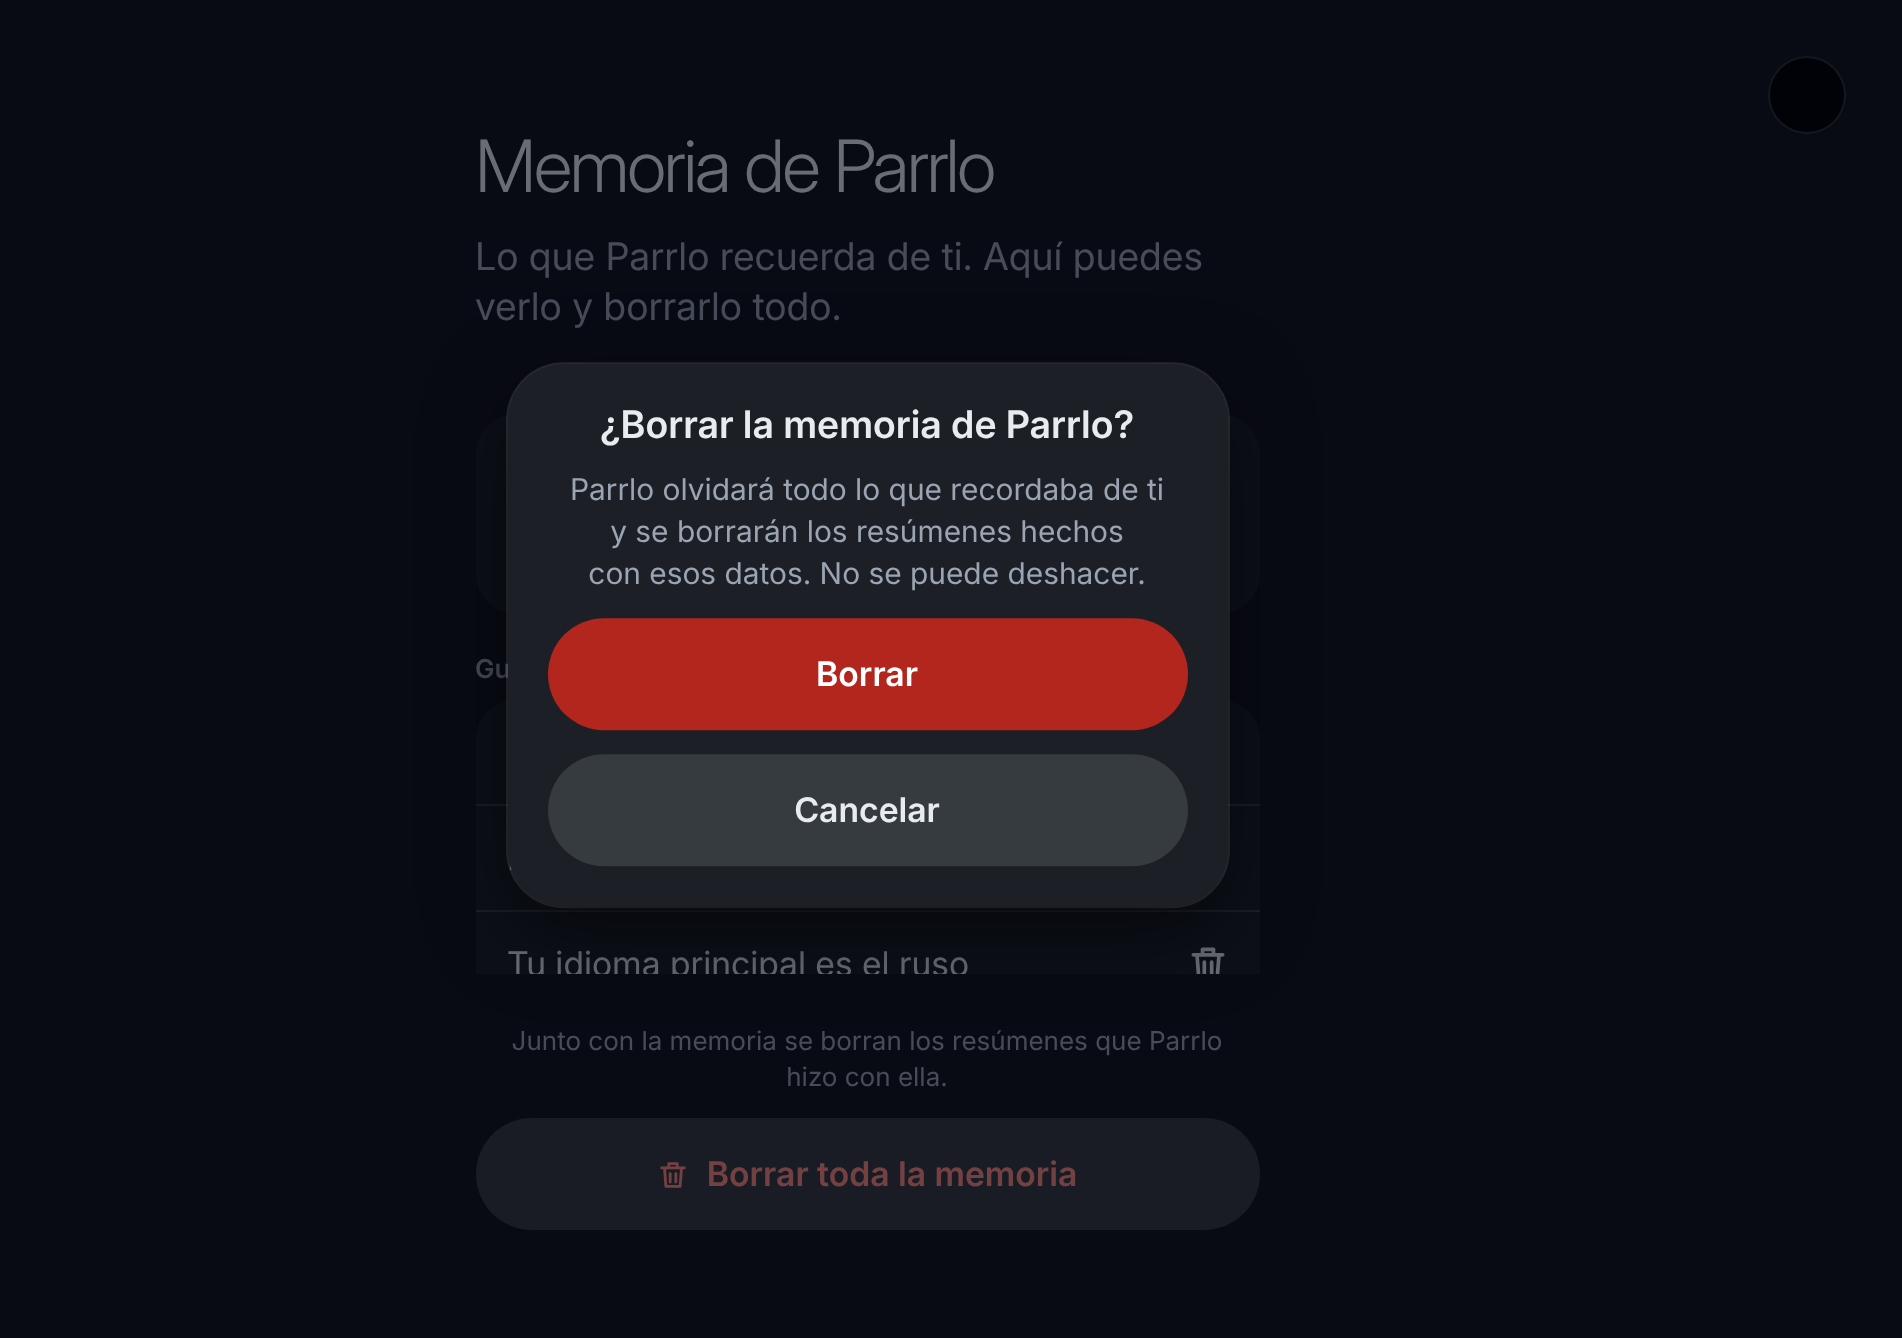 Memoria de Parrlo
Lo que Parrlo recuerda de ti. Aquí puedes
verlo y borrarlo todo.
¿Borrar la memoria de Parrlo?
Parrlo olvidará todo lo que recordaba de ti
y se borrarán los resúmenes hechos
con esos datos. No se puede deshacer.
Borrar
Cancelar
Tu idioma principal es el ruso
Junto con la memoria se borran los resúmenes que Parrlo
hizo con ella.
Borrar toda la memoria